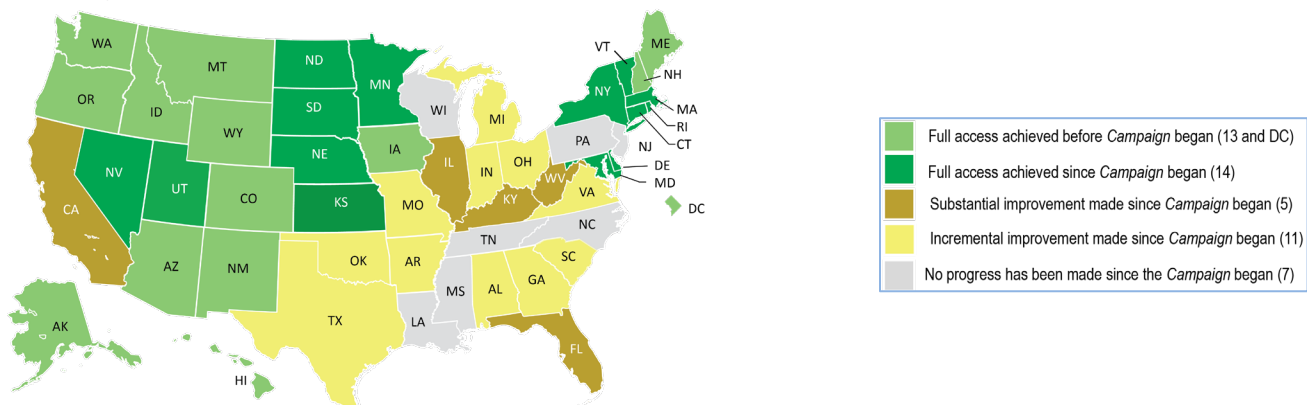 WA
MT
ND
MN
VT
ME
NH
OR
ID
SD
WI
NY
MA
WY
MI
RI
CT
NE
IA
PA
NJ
NV
UT
CO
IL
IN
OH
DE
MD
CA
KS
MO
KY
WV
VA
DC
AZ
NM
OK
AR
TN
NC
SC
TX
LA
MS
AL
GA
AK
HI
FL
Full access achieved before Campaign began (13 and DC)
Full access achieved since Campaign began (14)
Substantial improvement made since Campaign began (5)
Incremental improvement made since Campaign began (11)
No progress has been made since the Campaign began (7)